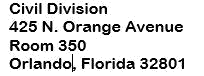 Civil Division
425 N. Orange Avenue
Room 350
Orlando, Florida 32801